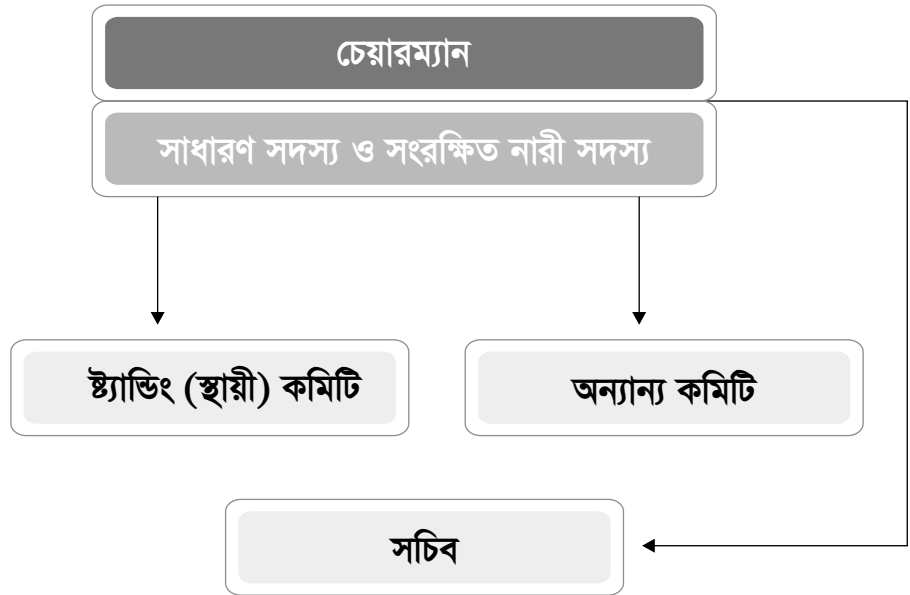 চেয়ারম্যান
সাধারণ সদস্য ও সংরক্ষিত নারী সদস্য
ষ্ট্যান্ডিং (স্থায়ী) কমিটি
অন্যান্য কমিটি
সচিব